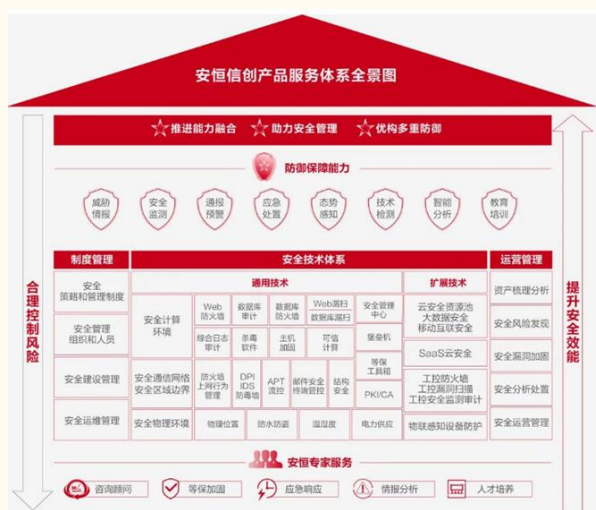 安恒信创产品服务体系全景图
推进能力融合 助力安全管理 优构多重防御
防御保障能力
威胁
情报
安全
监测
通报
预警
应急
处置
态势
感知
技术
检测
智能
分析
教育
培训
合理控制风险
制度管理
安全
策略和管理制度
安全管理
组织和人员
安全建设管理
安全运维管理
安全技术体系
通用技术
安全计算
环境
Web
防火墙
数据库
审计
数据库
防火墙
Web漏扫
数据库漏扫
安全管理
中心
综合日志
审计
杀毒
软件
主机
加固
可信
计算
堡垒机
安全通信网络
安全区域边界
防火墙
上网行为
管理
DPI
IDS
防毒墙
APT
流控
邮件安全
终端管控
结构
安全
等保
工具箱
PKI/CA
安全物理环境
物理位置
防水防盗
温湿度
电力供应
扩展技术
云安全资源池
大数据安全
移动互联安全
SaaS云安全
工控防火墙
工控漏洞扫描
工控安全监测审计
物联感知设备防护
运营管理
资产梳理分析
安全风险发现
安全漏洞加固
安全分析处置
安全运营管理
提升安全效能
安恒专家服务
咨询顾问
等保加固
应急响应
情报分析
人才培养